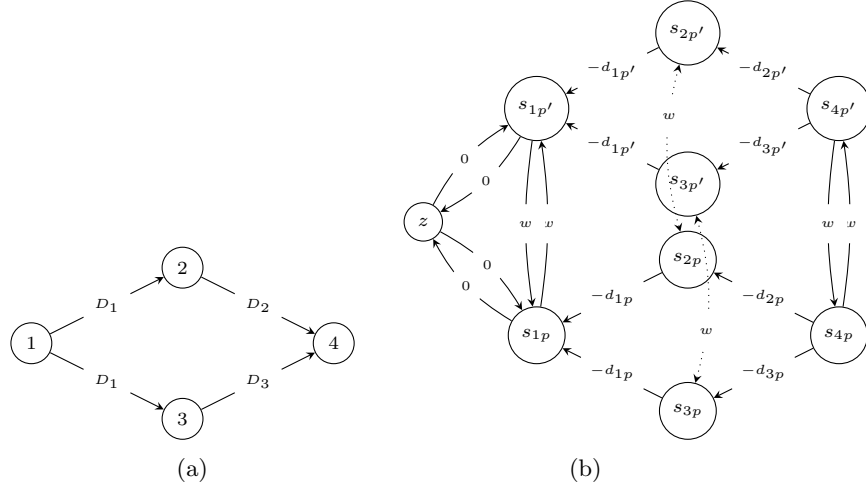 1
2
3
4
D₁
D₂
D₁
D₃
(a)
z
s₁ₚ′
s₂ₚ′
s₃ₚ′
s₄ₚ′
s₁ₚ
s₂ₚ
s₃ₚ
s₄ₚ
−d₁ₚ′
−d₂ₚ′
−d₁ₚ′
−d₃ₚ′
0
0
0
0
w
w
w
w
w
w
−d₁ₚ
−d₂ₚ
−d₁ₚ
−d₃ₚ
(b)